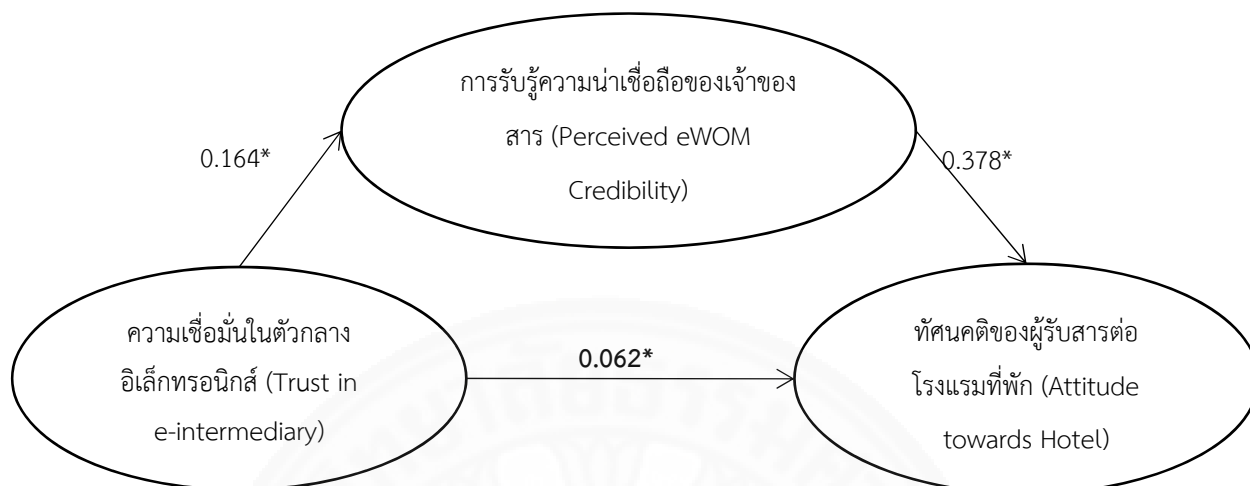 การรับรู้ความน่าเชื่อถือของเจ้าของ
สาร (Perceived eWOM
Credibility)
0.164*
0.378*
ความเชื่อมั่นในตัวกลาง
อิเล็กทรอนิกส์ (Trust in
e-intermediary)
0.062*
ทัศนคติของผู้รับสารต่อ
โรงแรมที่พัก (Attitude
towards Hotel)